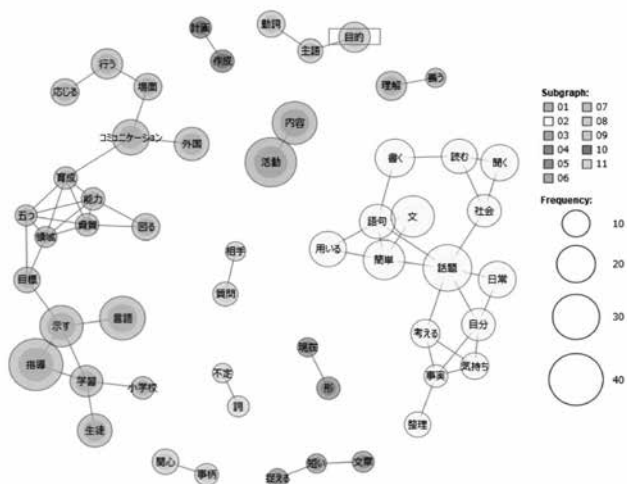 計画
作成
動詞
主語
目的
行う
応じる
場面
コミュニケーション
外国
理解
扱う
内容
活動
育成
能力
五つ
領域
資質
図る
目標
示す
言語
指導
学習
小学校
生徒
相手
質問
不定
詞
現在
形
関心
事柄
捉える
短い
文章
書く
読む
聞く
社会
語句
文
用いる
簡単
話題
日常
考える
自分
事実
気持ち
整理
Subgraph:
01 07
02 08
03 09
04 10
05 11
06
Frequency:
10
20
30
40